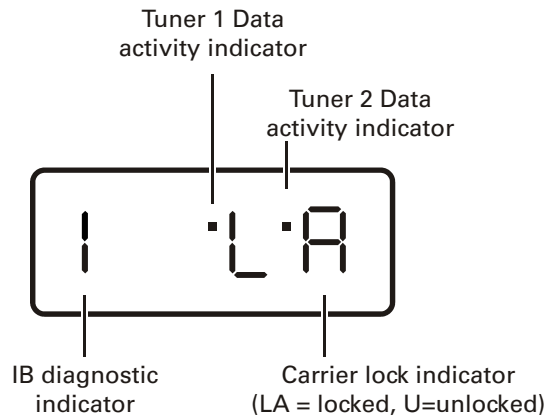 Tuner 1 Data
activity indicator
Tuner 2 Data
activity indicator
I LA
IB diagnostic
indicator
Carrier lock indicator
(LA = locked, U=unlocked)